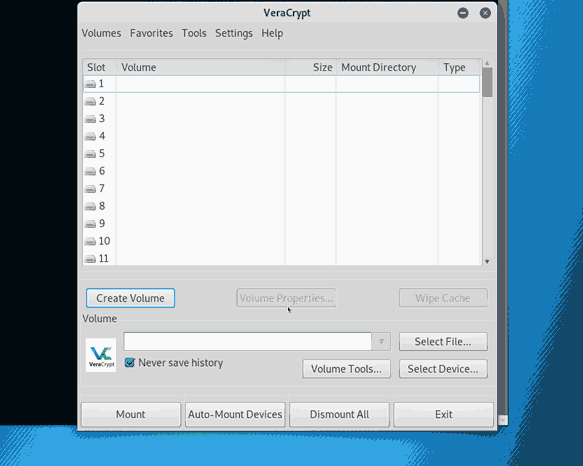 VeraCrypt
Volumes Favorites Tools Settings Help
Slot Volume Size Mount Directory Type
1
2
3
4
5
6
7
8
9
10
11
Create Volume Volume Properties... Wipe Cache
Volume
Select File...
VeraCrypt
Never save history
Volume Tools... Select Device...
Mount Auto-Mount Devices Dismount All Exit